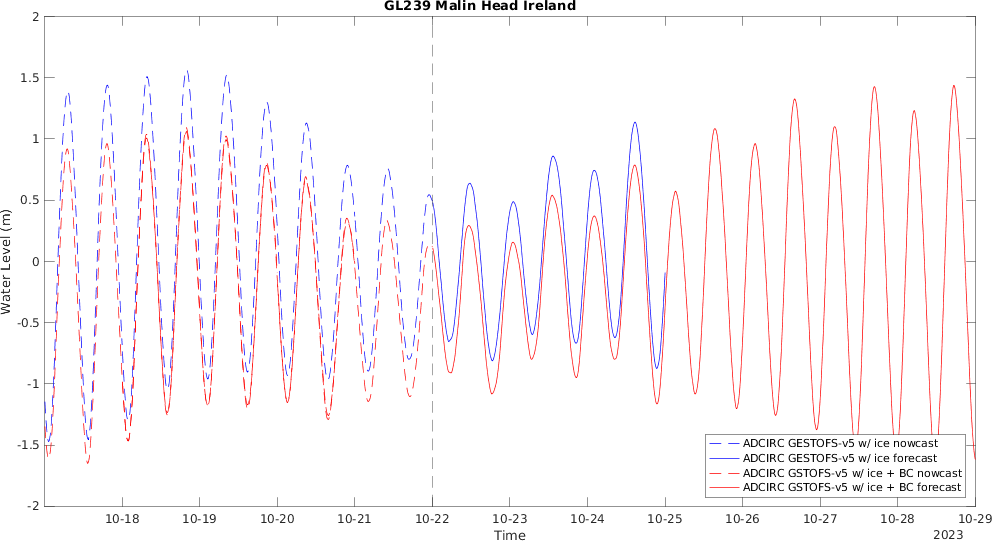 GL239 Malin Head Ireland
2
1.5
1
0.5
0
-0.5
-1
-1.5
-2
Water Level (m)
ADCIRC GESTOFS-v5 w/ ice nowcast
ADCIRC GESTOFS-v5 w/ ice forecast
ADCIRC GSTOFS-v5 w/ ice + BC nowcast
ADCIRC GSTOFS-v5 w/ ice + BC forecast
10-18 10-19 10-20 10-21 10-22 10-23 10-24 10-25 10-26 10-27 10-28 10-29
Time
2023